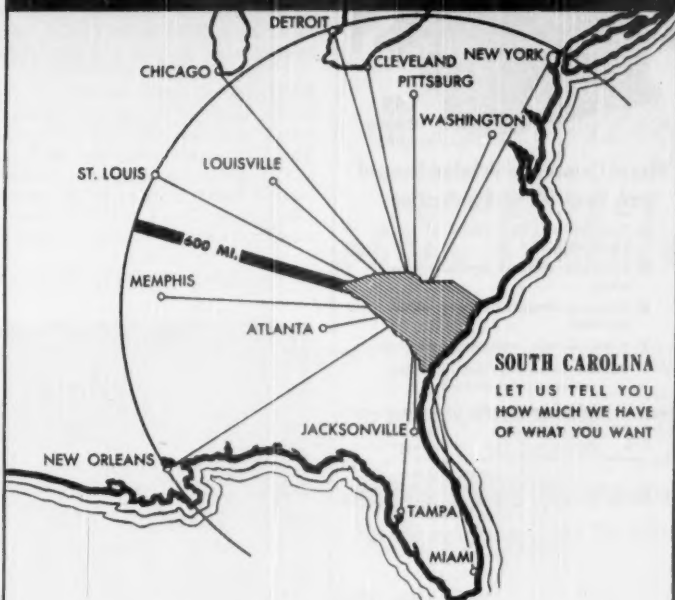 DETROIT
NEW YORK
CHICAGO
CLEVELAND
PITTSBURG
WASHINGTON
ST. LOUIS
LOUISVILLE
600 MI.
MEMPHIS
ATLANTA
SOUTH CAROLINA
LET US TELL YOU
HOW MUCH WE HAVE
OF WHAT YOU WANT
JACKSONVILLE
NEW ORLEANS
TAMPA
MIAMI